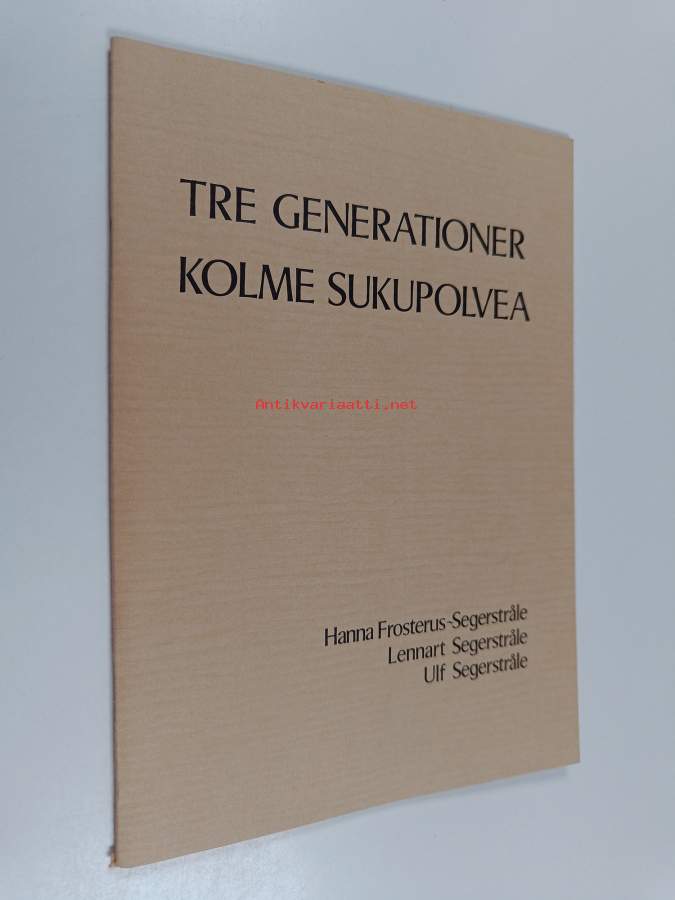 TRE GENERATIONER
KOLME SUKUPOLVEA
Antikvariaatti.net
Hanna Frosterus-Segerstråle
Lennart Segerstråle
Ulf Segerstråle